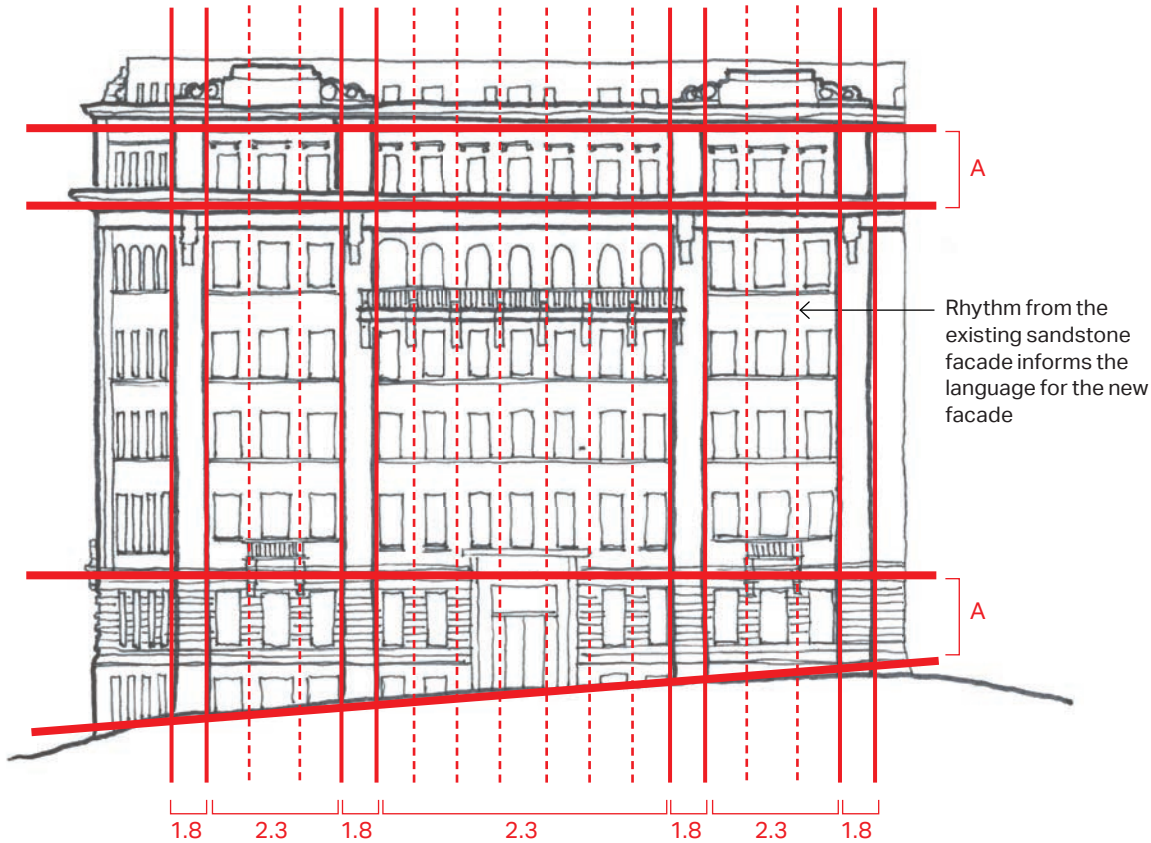 A
Rhythm from the
existing sandstone
facade informs the
language for the new
facade
A
1.8 2.3 1.8 2.3 1.8 2.3 1.8